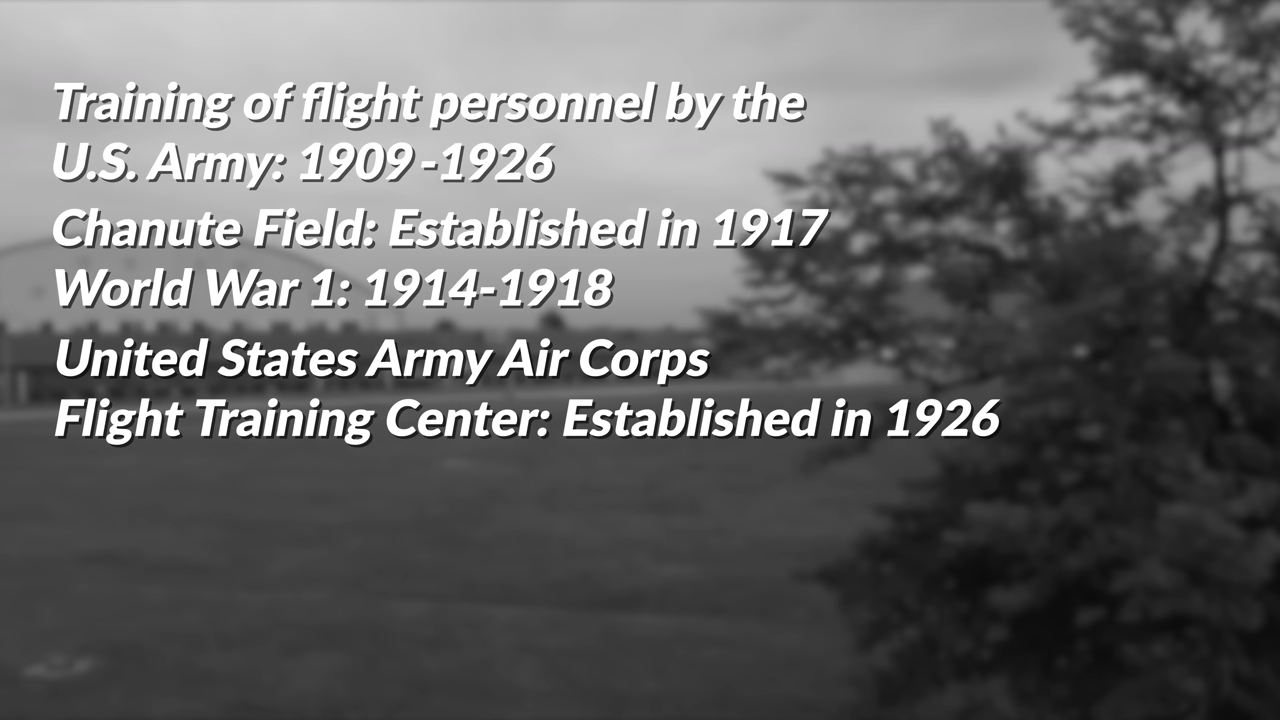 Training of flight personnel by the
U.S. Army: 1909 -1926
Chanute Field: Established in 1917
World War 1: 1914-1918
United States Army Air Corps
Flight Training Center: Established in 1926